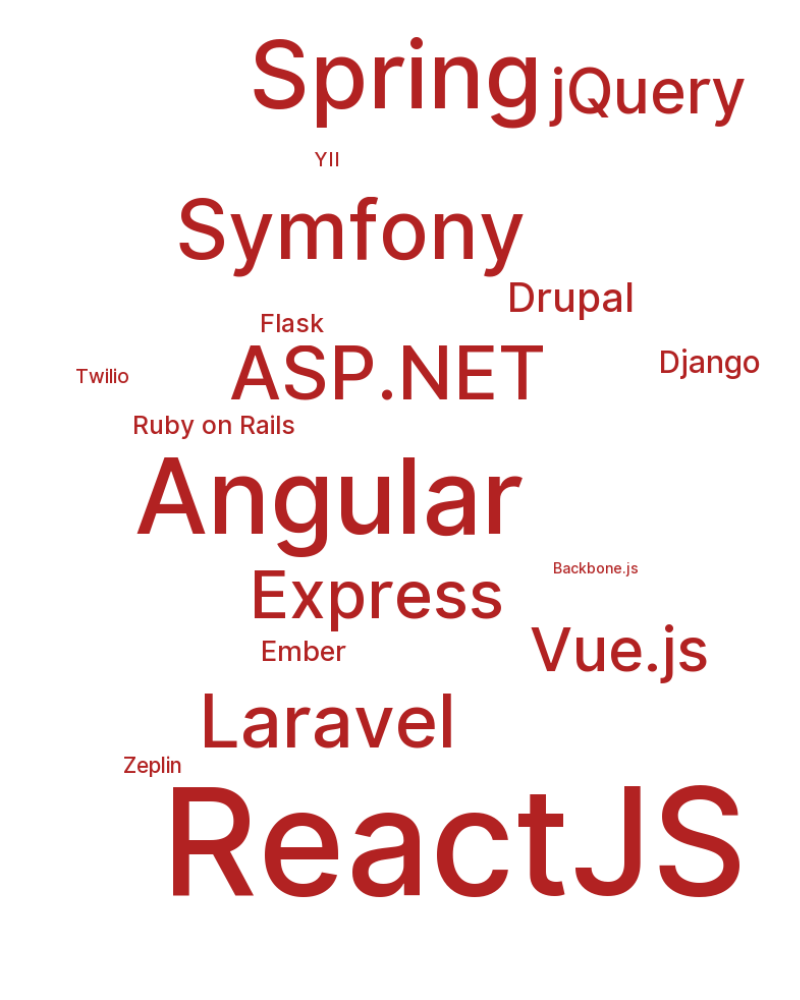 Spring
jQuery
YII
Symfony
Drupal
Flask
ASP.NET
Django
Twilio
Ruby on Rails
Angular
Backbone.js
Express
Ember
Vue.js
Laravel
Zeplin
ReactJS